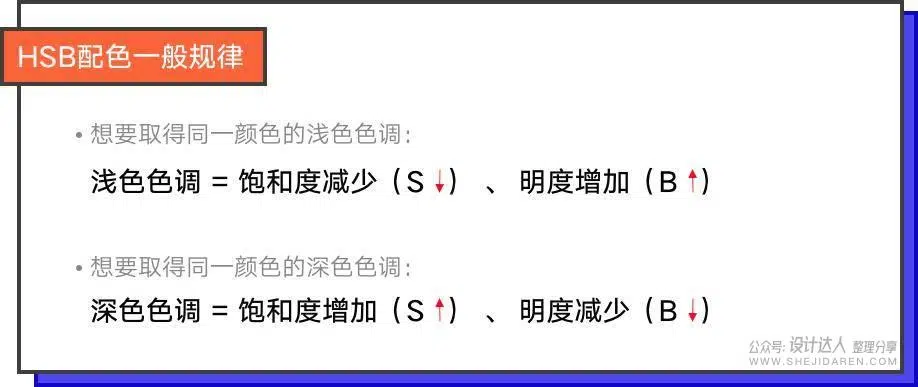 HSB配色一般规律
• 想要取得同一颜色的浅色色调:
浅色色调 = 饱和度减少（S↓）、明度增加（B↑）
• 想要取得同一颜色的深色色调:
深色色调 = 饱和度增加（S↑）、明度减少（B↓）
公众号: 设计达人 整理分享
WWW.SHEJIDAREN.COM